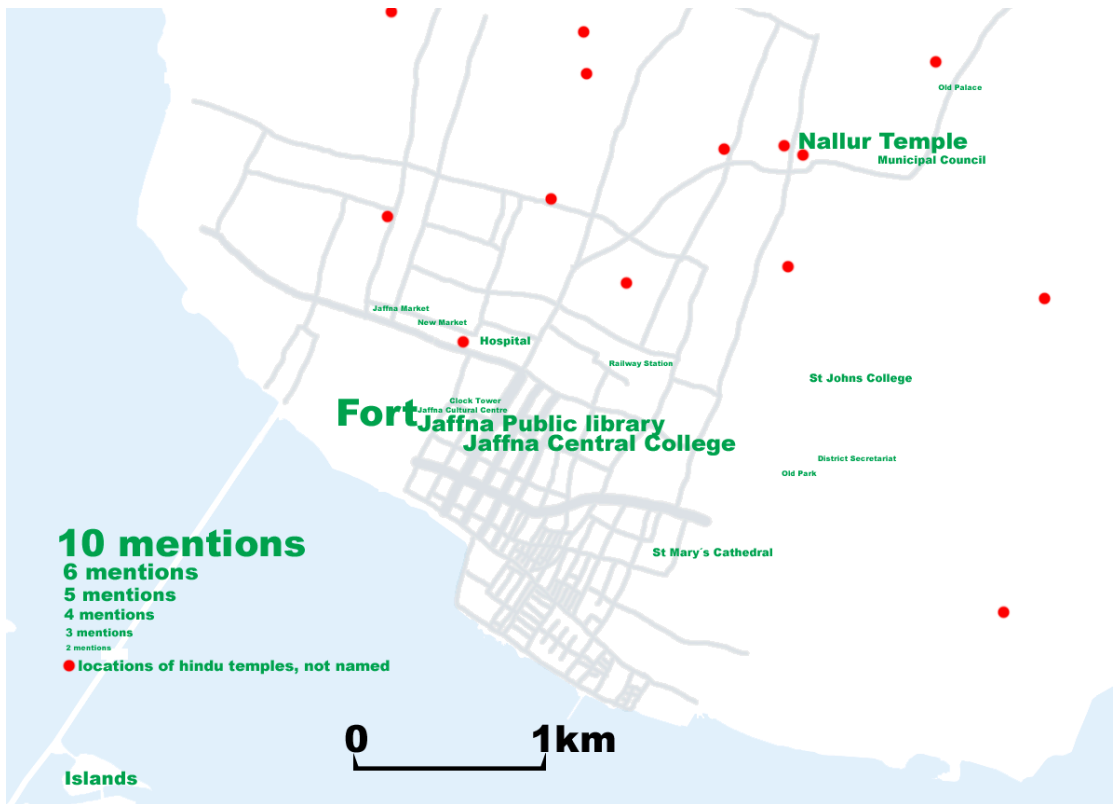 Old Palace
Nallur Temple
Municipal Council
Jaffna Market
New Market
Hospital
Railway Station
St Johns College
Clock Tower
Jaffna Cultural Centre
Fort
Jaffna Public library
Jaffna Central College
District Secretariat
Old Park
10 mentions
St Mary´s Cathedral
6 mentions
5 mentions
4 mentions
3 mentions
2 mentions
locations of hindu temples, not named
0 1km
Islands